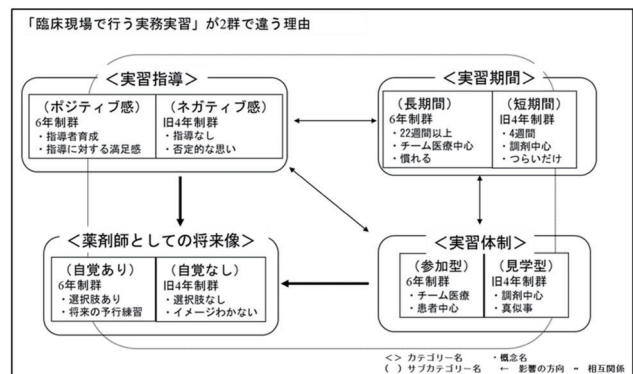 「臨床現場で行う実務実習」が2群で違う理由
<実習指導>
(ポジティブ感)
6年制群
・指導者育成
・指導に対する満足感
(ネガティブ感)
旧4年制群
・指導なし
・否定的な思い
<実習期間>
(長期間)
6年制群
・22週間以上
・チーム医療中心
・慣れる
(短期間)
旧4年制群
・4週間
・調剤中心
・つらいだけ
<薬剤師としての将来像>
(自覚あり)
6年制群
・選択肢あり
・将来の予行練習
(自覚なし)
旧4年制群
・選択肢なし
・イメージわかない
<実習体制>
(参加型)
6年制群
・チーム医療
・患者中心
(見学型)
旧4年制群
・調剤中心
・真似事
<> カテゴリー名 ・概念名
( ) サブカテゴリー名 ← 影響の方向 ↔ 相互関係